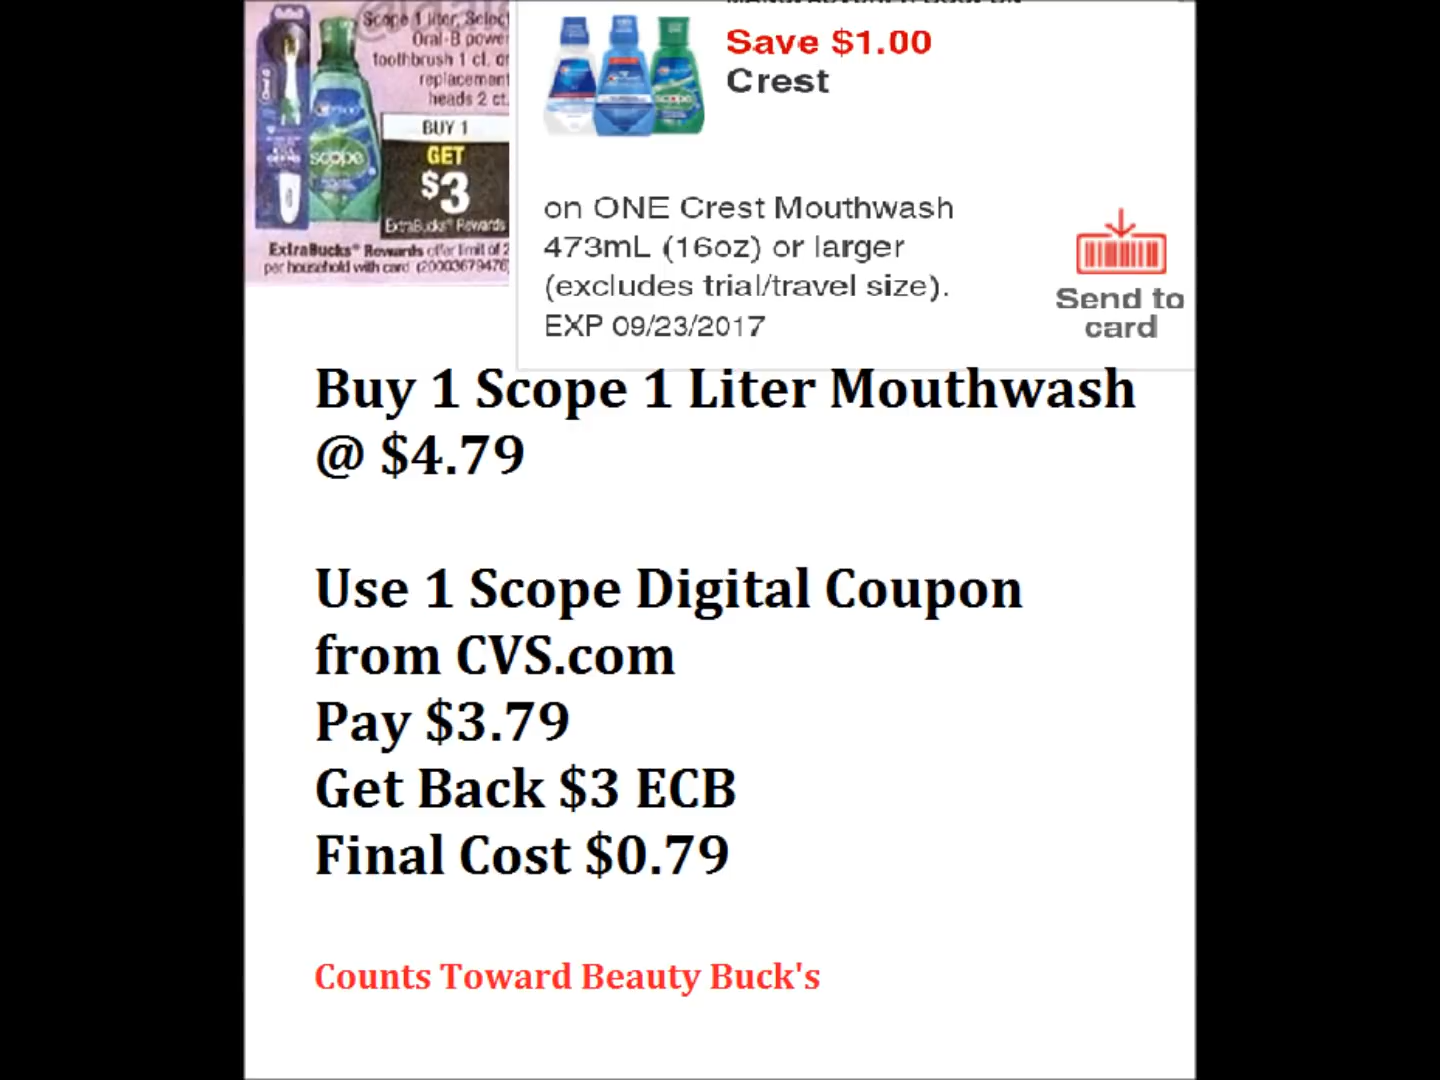 Scope 1 liter, Select
Oral-B power
toothbrush 1 ct. or
replacement
heads 2 ct.
BUY 1
GET
$3
ExtraBucks® Rewards
ExtraBucks® Rewards offer limit of 2
per household with card
scope
Save $1.00
Crest
scope
on ONE Crest Mouthwash
473mL (16oz) or larger
(excludes trial/travel size).
EXP 09/23/2017
Send to
card
Buy 1 Scope 1 Liter Mouthwash
@ $4.79
Use 1 Scope Digital Coupon
from CVS.com
Pay $3.79
Get Back $3 ECB
Final Cost $0.79
Counts Toward Beauty Buck's